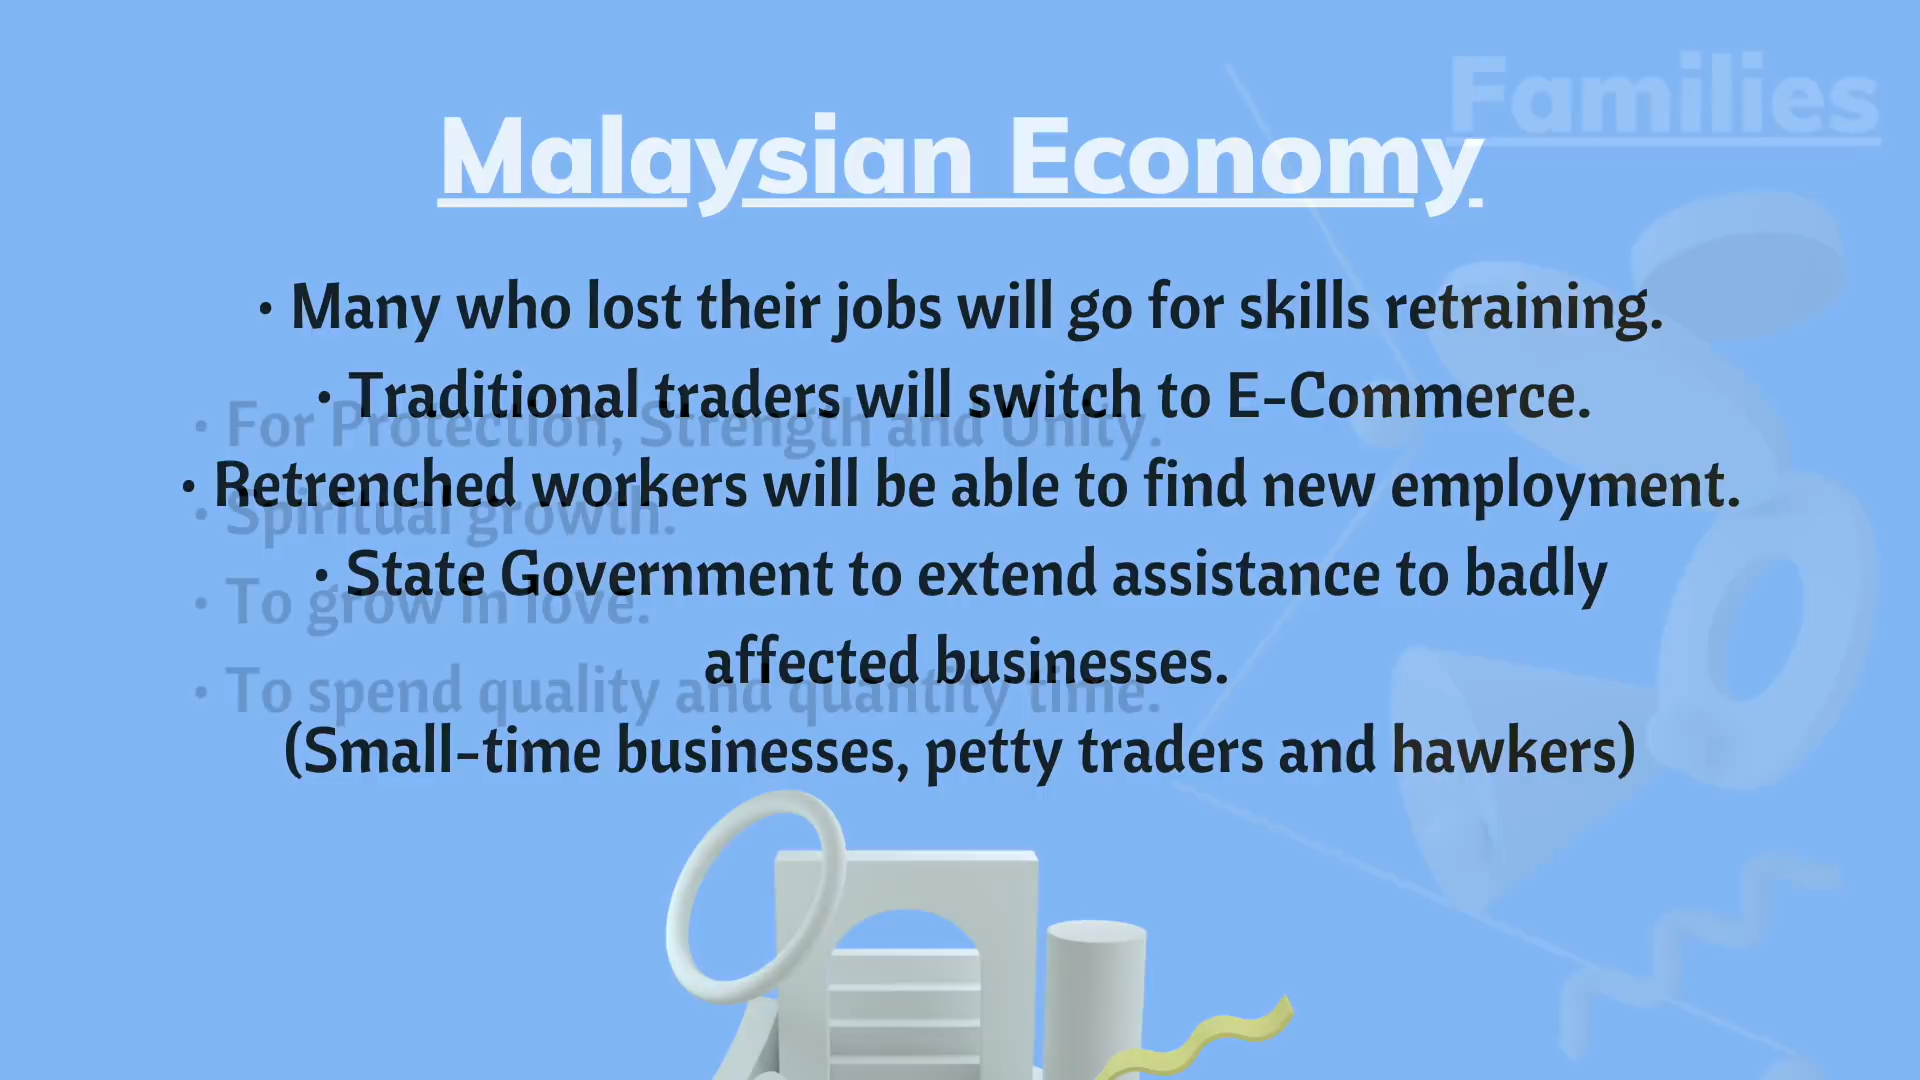 Families
Malaysian Economy
• Many who lost their jobs will go for skills retraining.
• Traditional traders will switch to E-Commerce.
• For Protection, Strength and Unity.
• Retrenched workers will be able to find new employment.
• Spiritual growth.
• State Government to extend assistance to badly
• To grow in love.
affected businesses.
• To spend quality and quantity time.
(Small-time businesses, petty traders and hawkers)